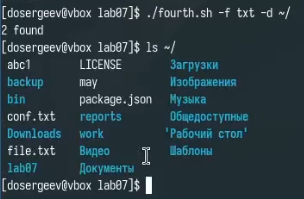 [dosergeev@vbox lab07]$ ./fourth.sh -f txt -d ~/
2 found
[dosergeev@vbox lab07]$ ls ~/
abc1 LICENSE Загрузки
backup may Изображения
bin package.json Музыка
conf.txt reports Общедоступные
Downloads work 'Рабочий стол'
file.txt Видео Шаблоны
lab07 Документы
[dosergeev@vbox lab07]$